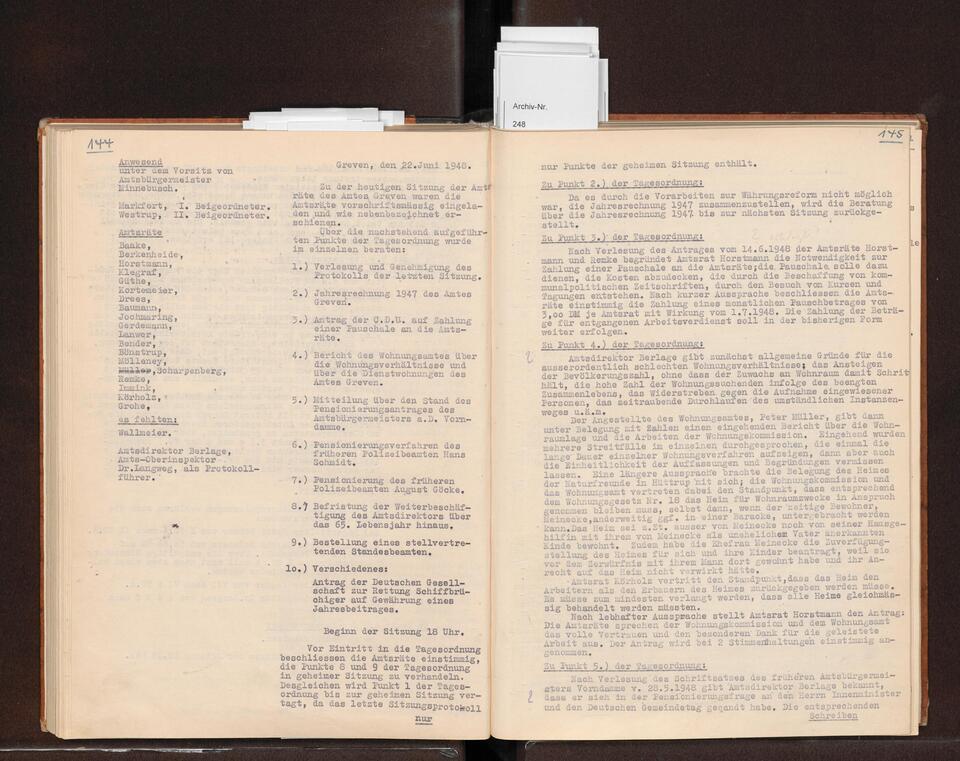 Archiv-Nr.
248
144
Anwesend
unter dem Vorsitz von
Amtsbürgermeister
Minnebusch.
Markfort, I. Beigeordneter.
Westrup, II. Beigeordneter.
Amtsräte
Baake,
Berkenheide,
Horstmann,
Klegraf,
Güthe,
Kortemeier,
Drees,
Baumann,
Jochmaring,
Gerdemann,
Lanwer,
Bender,
Bünstrup,
Mölleney,
Müller, Scharpenberg,
Remke,
Immink,
Körholz,
Grohe,
es fehlten:
Wallmeier.
Amtsdirektor Berlage,
Amts-Oberinspektor
Dr.Langweg, als Protokoll-
führer.
Greven, den 22.Juni 1948.
Zu der heutigen Sitzung der Amts
räte des Amtes Greven waren die
Amtsräte vorschriftsmässig eingela-
den und wie nebenbezeichnet er-
schienen.
Über die nachstehend aufgeführ-
ten Punkte der Tagesordnung wurde
im einzelnen beraten:
1.) Verlesung und Genehmigung des
Protokolls der letzten Sitzung.
2.) Jahresrechnung 1947 des Amtes
Greven.
3.) Antrag der C.D.U. auf Zahlung
einer Pauschale an die Amts-
räte.
4.) Bericht des Wohnungsamtes über
die Wohnungsverhältnisse und
über die Dienstwohnungen des
Amtes Greven.
5.) Mitteilung über den Stand des
Pensionierungsantrages des
Amtsbürgermeisters a.D. Vorn-
damme.
6.) Pensionierungsverfahren des
früheren Polizeibeamten Hans
Schmidt.
7.) Pensionierung des früheren
Polizeibeamten August Göcke.
8.) Befristung der Weiterbeschäf-
tigung des Amtsdirektors über
das 65. Lebensjahr hinaus.
9.) Bestellung eines stellvertre-
tenden Standesbeamten.
lo.) Verschiedenes:
Antrag der Deutschen Gesell-
schaft zur Rettung Schiffbrü-
chiger auf Gewährung eines
Jahresbeitrages.
Beginn der Sitzung 18 Uhr.
Vor Eintritt in die Tagesordnung
beschliessen die Amtsräte einstimmig,
die Punkte 8 und 9 der Tagesordnung
in geheimer Sitzung zu verhandeln.
Desgleichen wird Punkt 1 der Tages-
ordnung bis zur geheimen Sitzung ver-
tagt, da das letzte Sitzungsprotokoll
nur
145
nur Punkte der geheimen Sitzung enthält.
Zu Punkt 2.) der Tagesordnung:
Da es durch die Vorarbeiten zur Währungsreform nicht möglich
war, die Jahresrechnung 1947 zusammenzustellen, wird die Beratung
über die Jahresrechnung 1947 bis zur nächsten Sitzung zurückge-
stellt.
Zu Punkt 3.) der Tagesordnung:
Nach Verlesung des Antrages vom 14.6.1948 der Amtsräte Horst-
mann und Remke begründet Amtsrat Horstmann die Notwendigkeit zur
Zahlung einer Pauschale an die Amtsräte;die Pauschale solle dazu
dienen, die Kosten abzudecken, die durch die Beschaffung von kom-
munalpolitischen Zeitschriften, durch den Besuch von Kursen und
Tagungen entstehen. Nach kurzer Aussprache beschliessen die Amts-
räte einstimmig die Zahlung eines monatlichen Pauschbetrages von
3,oo DM je Amtsrat mit Wirkung vom 1.7.1948. Die Zahlung der Beträ-
ge für entgangenen Arbeitsverdienst soll in der bisherigen Form
weiter erfolgen.
Zu Punkt 4.) der Tagesordnung:
Amtsdirektor Berlage gibt zunächst allgemeine Gründe für die
ausserordentlich schlechten Wohnungsverhältnisse; das Ansteigen
der Bevölkerungszahl, ohne dass der Zuwachs an Wohnraum damit Schrit
hält, die hohe Zahl der Wohnungsuchenden infolge des beengten
Zusammenlebens, das Widerstreben gegen die Aufnahme eingewiesener
Personen, das zeitraubende Durchlaufen des umständlichen Instanzen-
weges u.a.m.
Der Angestellte des Wohnungsamtes, Peter Müller, gibt dann
unter Belegung mit Zahlen einen eingehenden Bericht über die Wohn-
raumlage und die Arbeiten der Wohnungskommission. Eingehend wurden
mehrere Streitfälle im einzelnen durchgesprochen, die einmal die
lange Dauer einzelner Wohnungsverfahren aufzeigen, dann aber auch
die Einheitlichkeit der Auffassungen und Begründungen vermissen
lassen. Eine längere Aussprache brachte die Belegung des Heimes
der Naturfreunde in Hüttrup mit sich; die Wohnungskommission und
das Wohnungsamt vertreten dabei den Standpunkt, dass entsprechend
des Wohnungsgesetz Nr. 18 das Heim für Wohnraumzwecke in Anspruch
genommen bleiben muss, selbst dann, wenn der zeitige Bewohner,
Meinecke,anderweitig ggf. in einer Baracke, untergebracht werden
kann.Das Heim sei z.Zt. ausser von Meinecke noch von seiner Hausge-
hilfin mit ihrem von Meinecke als unehelichem Vater anerkannten
Kinde bewohnt. Zudem habe die Ehefrau Meinecke die Zuverfügung-
stellung des Heimes für sich und ihre Kinder beantragt, weil sie
vor dem Zerwürfnis mit ihrem Mann dort gewohnt habe und ihr An-
recht auf das Heim nicht verwirkt hätte.
Amtsrat Körholz vertritt den Standpunkt,dass das Heim den
Arbeitern als den Erbauern des Heimes zurückgegeben werden müsse.
Es müsse zum mindesten verlangt werden, dass alle Heime gleichmäs-
sig behandelt werden müssten.
Nach lebhafter Aussprache stellt Amtsrat Horstmann den Antrag:
Die Amtsräte sprechen der Wohnungskommission und dem Wohnungsamt
das volle Vertrauen und den besonderen Dank für die geleistete
Arbeit aus. Der Antrag wird bei 2 Stimmenhaltungen einstimmig an-
genommen.
Zu Punkt 5.) der Tagesordnung:
Nach Verlesung des Schriftsatzes des früheren Amtsbürgermei-
sters Vorndamme v. 28.5.1948 gibt Amtsdirektor Berlage bekannt,
dass er sich in der Pensionierungsfrage an den Herrn Innenminister
und den Deutschen Gemeindetag gewandt habe. Die entsprechenden
Schreiben